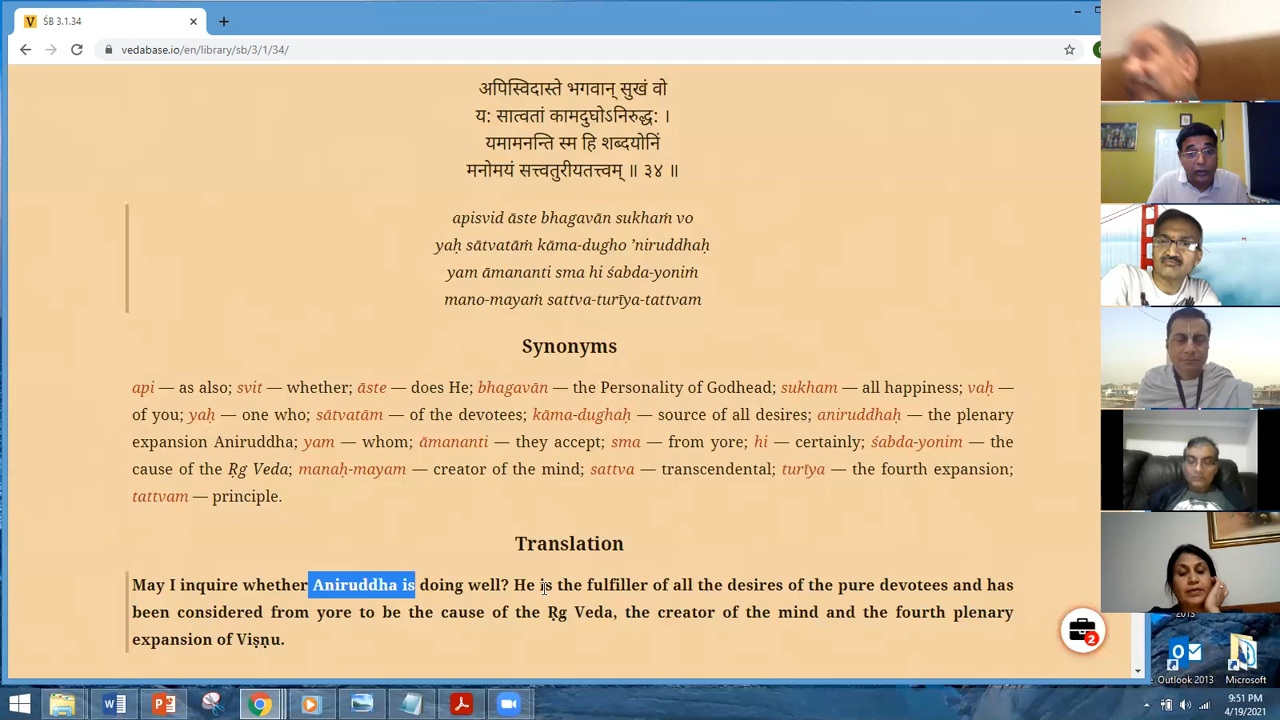 ŚB 3.1.34
vedabase.io/en/library/sb/3/1/34/
अपिस्विदास्ते भगवान् सुखं वो
य: सात्वतां कामदुघोऽनिरुद्ध: ।
यमामनन्ति स्म हि शब्दयोनिं
मनोमयं सत्त्वतुरीयतत्त्वम् ॥ ३४ ॥
apisvid āste bhagavān sukhaṁ vo
yaḥ sātvatāṁ kāma-dugho ’niruddhaḥ
yam āmananti sma hi śabda-yoniṁ
mano-mayaṁ sattva-turīya-tattvam
Synonyms
api — as also; svit — whether; āste — does He; bhagavān — the Personality of Godhead; sukham — all happiness; vaḥ —
of you; yaḥ — one who; sātvatām — of the devotees; kāma-dughaḥ — source of all desires; aniruddhaḥ — the plenary
expansion Aniruddha; yam — whom; āmananti — they accept; sma — from yore; hi — certainly; śabda-yonim — the
cause of the Ṛg Veda; manaḥ-mayam — creator of the mind; sattva — transcendental; turīya — the fourth expansion;
tattvam — principle.
Translation
May I inquire whether Aniruddha is doing well? He is the fulfiller of all the desires of the pure devotees and has
been considered from yore to be the cause of the Ṛg Veda, the creator of the mind and the fourth plenary
expansion of Viṣṇu.
2
2013
Outlook 2013
Microsoft
9:51 PM
4/19/2021